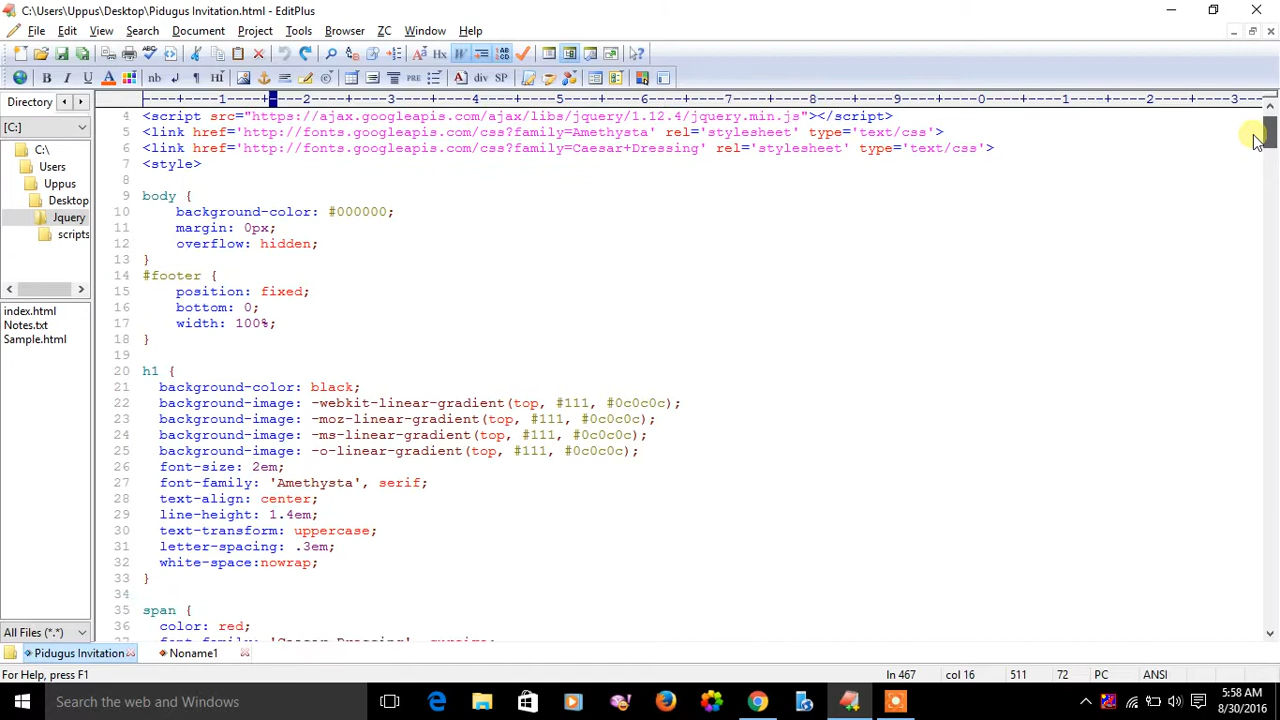 C:\Users\Uppus\Desktop\Pidugus Invitation.html - EditPlus
File Edit View Search Document Project Tools Browser ZC Window Help
Directory
[C:]
C:\
Users
Uppus
Desktop
Jquery
scripts
index.html
Notes.txt
Sample.html
All Files (*.*)
4 <script src="https://ajax.googleapis.com/ajax/libs/jquery/1.12.4/jquery.min.js"></script>
5 <link href='http://fonts.googleapis.com/css?family=Amethysta' rel='stylesheet' type='text/css'>
6 <link href='http://fonts.googleapis.com/css?family=Caesar+Dressing' rel='stylesheet' type='text/css'>
7 <style>
8
9 body {
10 background-color: #000000;
11 margin: 0px;
12 overflow: hidden;
13 }
14 #footer {
15 position: fixed;
16 bottom: 0;
17 width: 100%;
18 }
19
20 h1 {
21 background-color: black;
22 background-image: -webkit-linear-gradient(top, #111, #0c0c0c);
23 background-image: -moz-linear-gradient(top, #111, #0c0c0c);
24 background-image: -ms-linear-gradient(top, #111, #0c0c0c);
25 background-image: -o-linear-gradient(top, #111, #0c0c0c);
26 font-size: 2em;
27 font-family: 'Amethysta', serif;
28 text-align: center;
29 line-height: 1.4em;
30 text-transform: uppercase;
31 letter-spacing: .3em;
32 white-space:nowrap;
33 }
34
35 span {
36 color: red;
37 font-family: 'Caesar Dressing', cursive;
Pidugus Invitation Noname1
For Help, press F1 ln 467 col 16 511 72 PC ANSI
Search the web and Windows
5:58 AM
8/30/2016